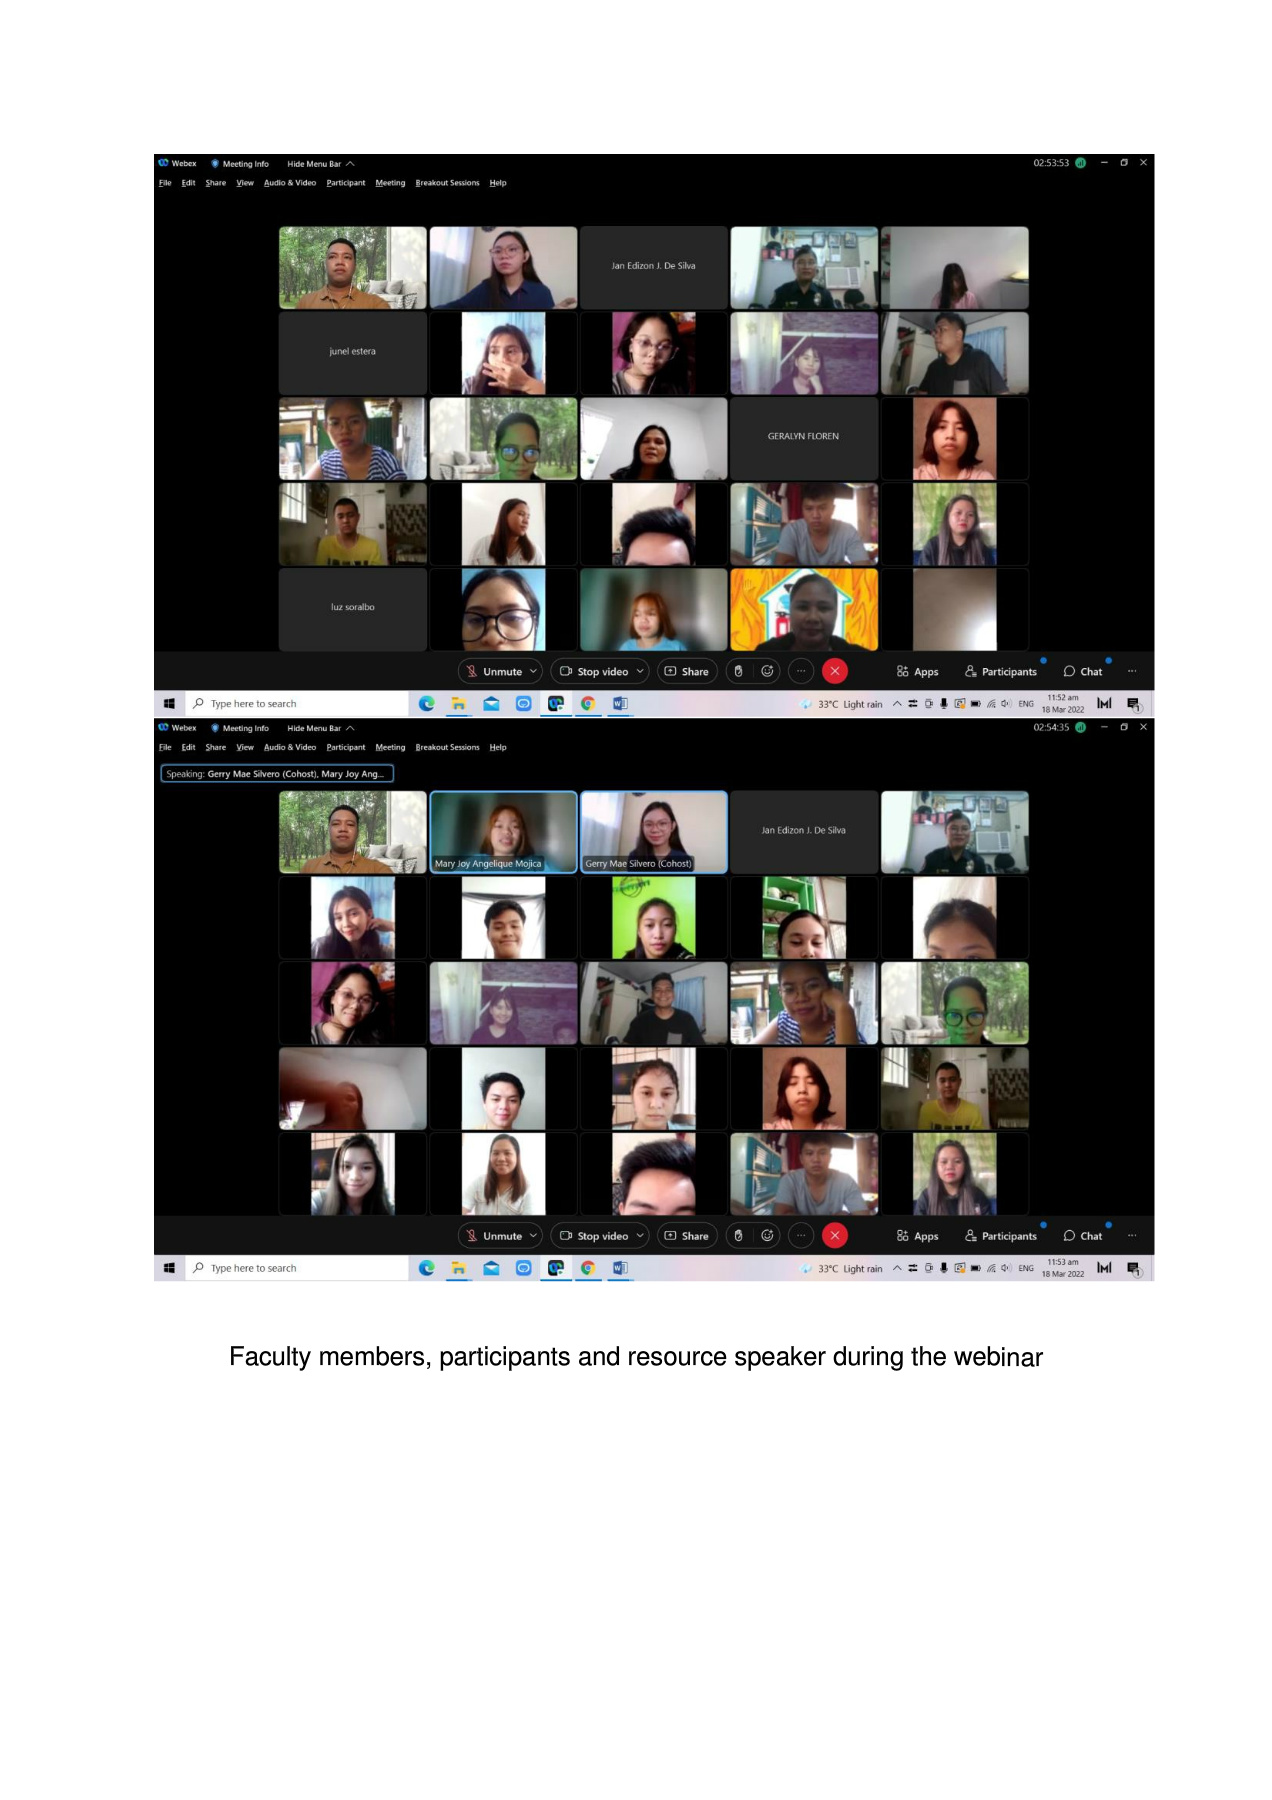 Webex Meeting Info Hide Menu Bar 02:53:53
File Edit Share View Audio & Video Participant Meeting Breakout Sessions Help
Jan Edizon J. De Silva
junel estera
GERALYN FLOREN
luz soralbo
Unmute Stop video Share Apps Participants Chat
Type here to search 33°C Light rain ENG 11:52 am
18 Mar 2022
Webex Meeting Info Hide Menu Bar 02:54:35
File Edit Share View Audio & Video Participant Meeting Breakout Sessions Help
Speaking: Gerry Mae Silvero (Cohost), Mary Joy Ang...
Jan Edizon J. De Silva
Mary Joy Angelique Mojica Gerry Mae Silvero (Cohost)
Unmute Stop video Share Apps Participants Chat
Type here to search 33°C Light rain ENG 11:53 am
18 Mar 2022
Faculty members, participants and resource speaker during the webinar